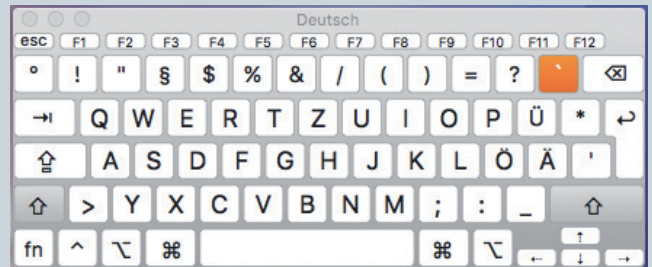 Deutsch
esc F1 F2 F3 F4 F5 F6 F7 F8 F9 F10 F11 F12
° ! " § $ % & / ( ) = ? ` ⌫
⇥ Q W E R T Z U I O P Ü * ↩
⇪ A S D F G H J K L Ö Ä '
⇧ > Y X C V B N M ; : _ ⇧
fn ^ ⌥ ⌘ ⌘ ⌥ ← ↑ ↓ →